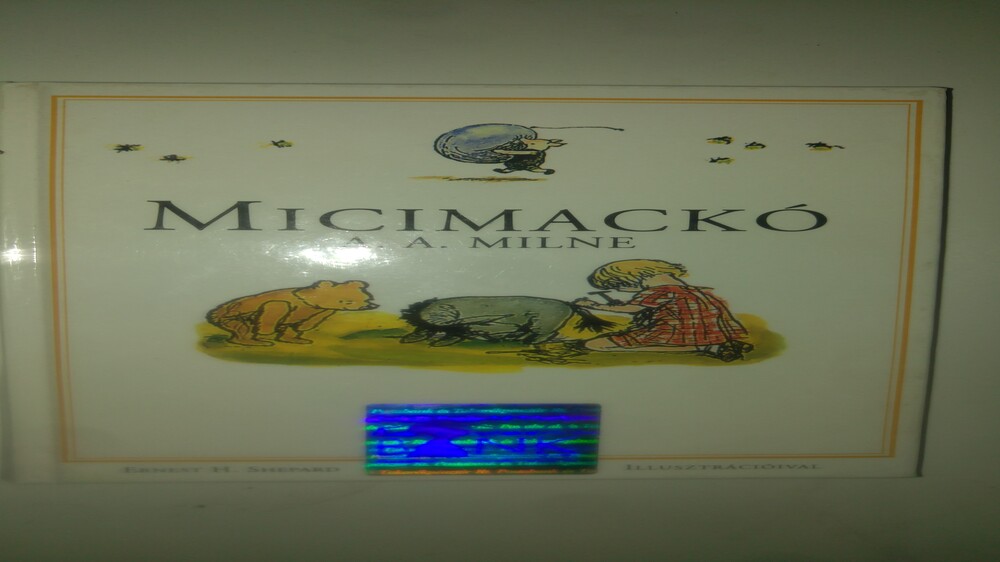 MICIMACKÓ
A. A. MILNE
ERNEST H. SHEPARD
ILLUSZTRÁCIÓIVAL